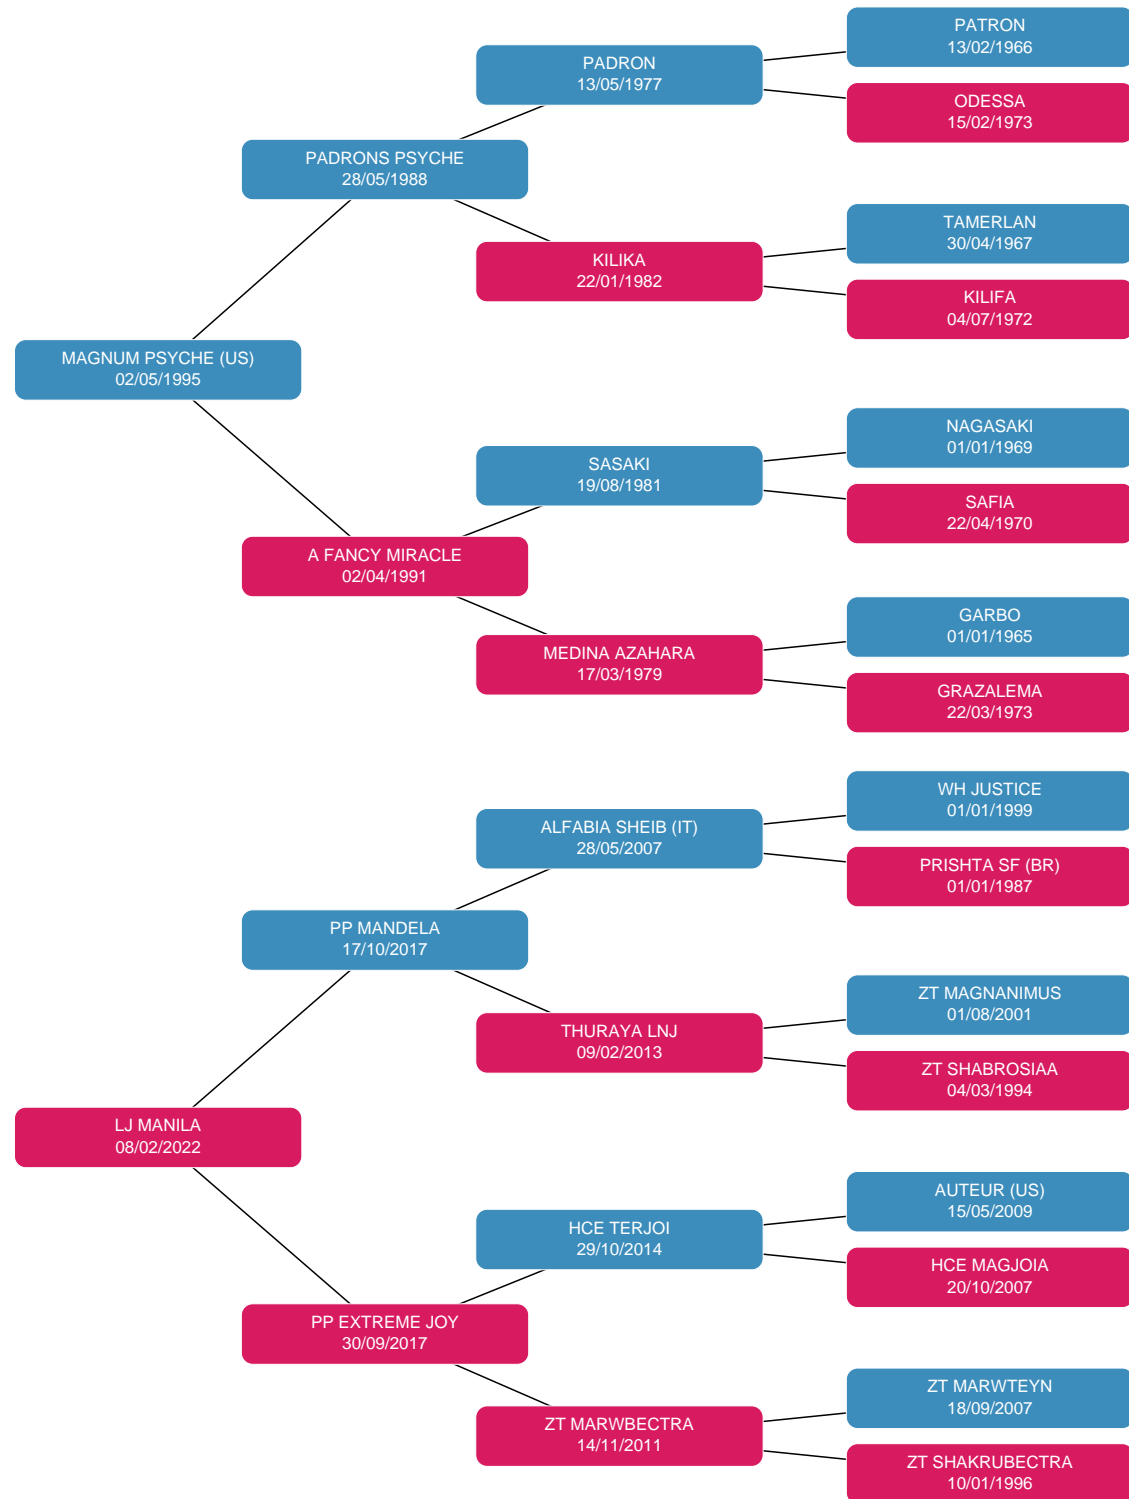 PATRON
13/02/1966
PADRON
13/05/1977
ODESSA
15/02/1973
PADRONS PSYCHE
28/05/1988
TAMERLAN
30/04/1967
KILIKA
22/01/1982
KILIFA
04/07/1972
MAGNUM PSYCHE (US)
02/05/1995
NAGASAKI
01/01/1969
SASAKI
19/08/1981
SAFIA
22/04/1970
A FANCY MIRACLE
02/04/1991
GARBO
01/01/1965
MEDINA AZAHARA
17/03/1979
GRAZALEMA
22/03/1973
WH JUSTICE
01/01/1999
ALFABIA SHEIB (IT)
28/05/2007
PRISHTA SF (BR)
01/01/1987
PP MANDELA
17/10/2017
ZT MAGNANIMUS
01/08/2001
THURAYA LNJ
09/02/2013
ZT SHABROSIAA
04/03/1994
LJ MANILA
08/02/2022
AUTEUR (US)
15/05/2009
HCE TERJOI
29/10/2014
HCE MAGJOIA
20/10/2007
PP EXTREME JOY
30/09/2017
ZT MARWTEYN
18/09/2007
ZT MARWBECTRA
14/11/2011
ZT SHAKRUBECTRA
10/01/1996